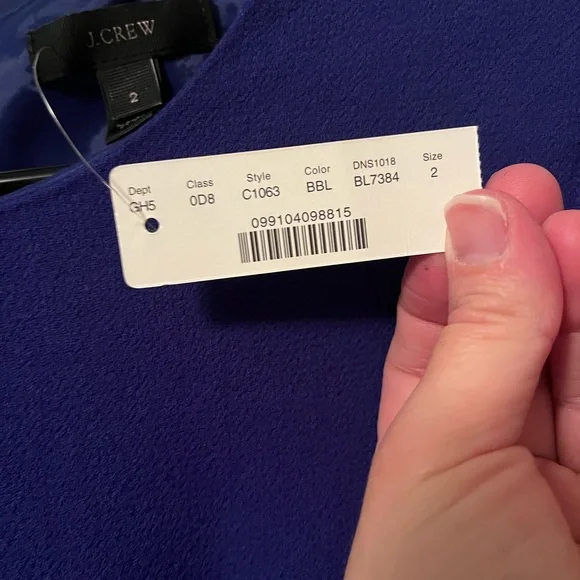 J.CREW
2
Dept Class Style Color DNS1018 Size
GH5 0D8 C1063 BBL BL7384 2
099104098815